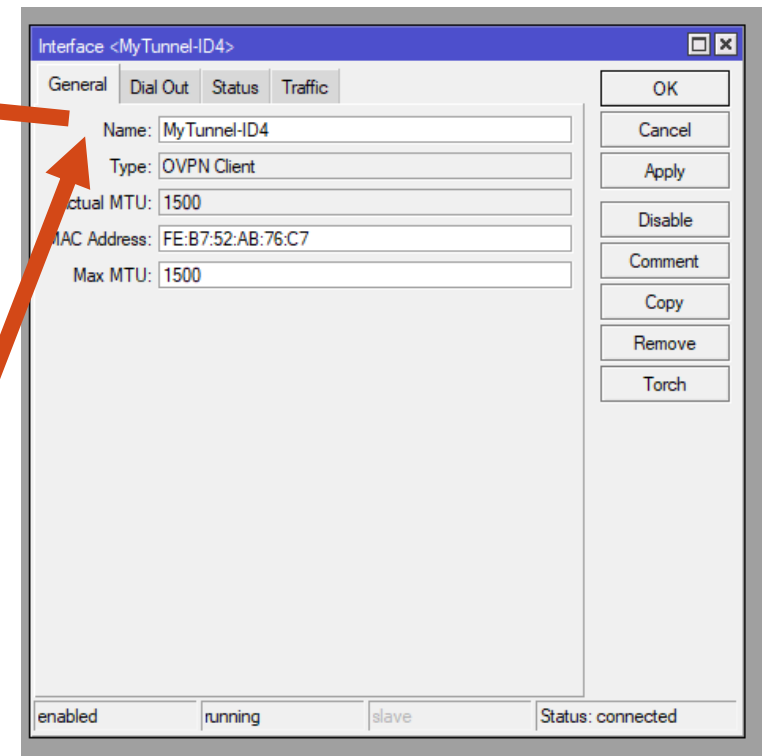 Interface <MyTunnel-ID4>
General Dial Out Status Traffic
OK
Name: MyTunnel-ID4
Cancel
Type: OVPN Client
Apply
ctual MTU: 1500
Disable
MAC Address: FE:B7:52:AB:76:C7
Comment
Max MTU: 1500
Copy
Remove
Torch
enabled running slave Status: connected